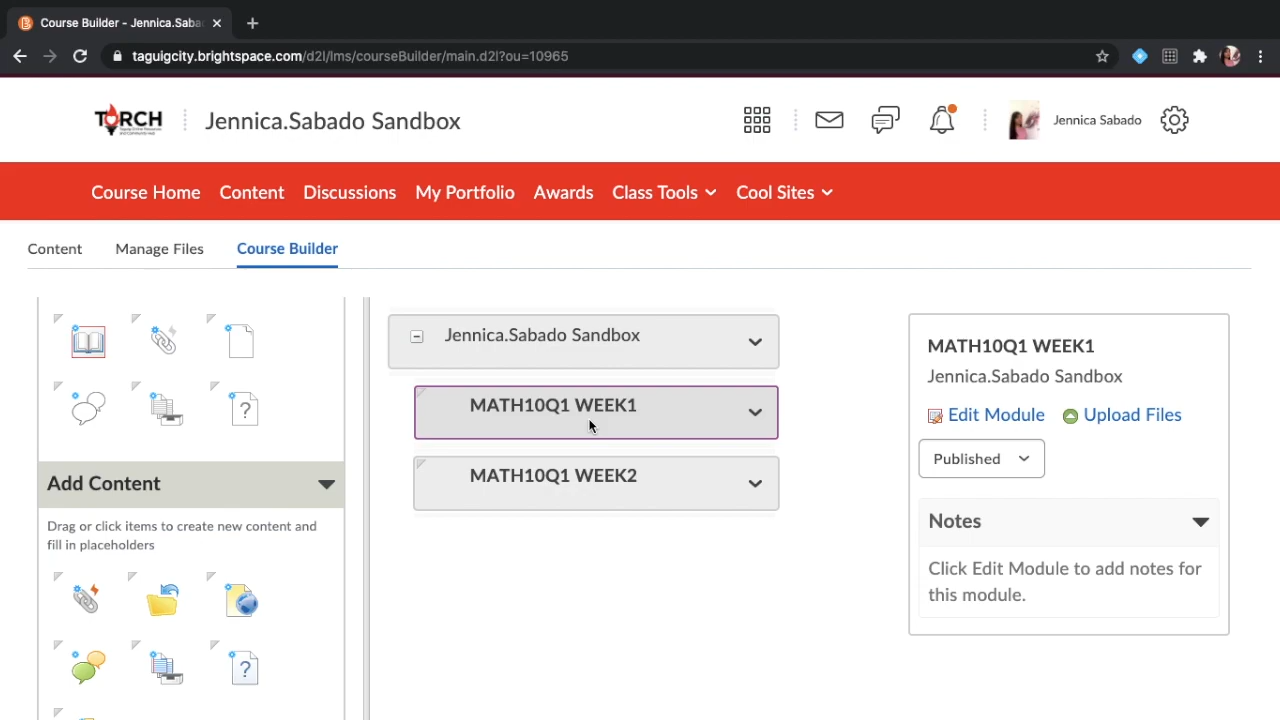 Course Builder - Jennica.Saba
taguigcity.brightspace.com/d2l/lms/courseBuilder/main.d2l?ou=10965
TORCH
Jennica.Sabado Sandbox
Jennica Sabado
Course Home
Content
Discussions
My Portfolio
Awards
Class Tools
Cool Sites
Content
Manage Files
Course Builder
Add Content
Drag or click items to create new content and
fill in placeholders
Jennica.Sabado Sandbox
MATH10Q1 WEEK1
MATH10Q1 WEEK2
MATH10Q1 WEEK1
Jennica.Sabado Sandbox
Edit Module
Upload Files
Published
Notes
Click Edit Module to add notes for
this module.